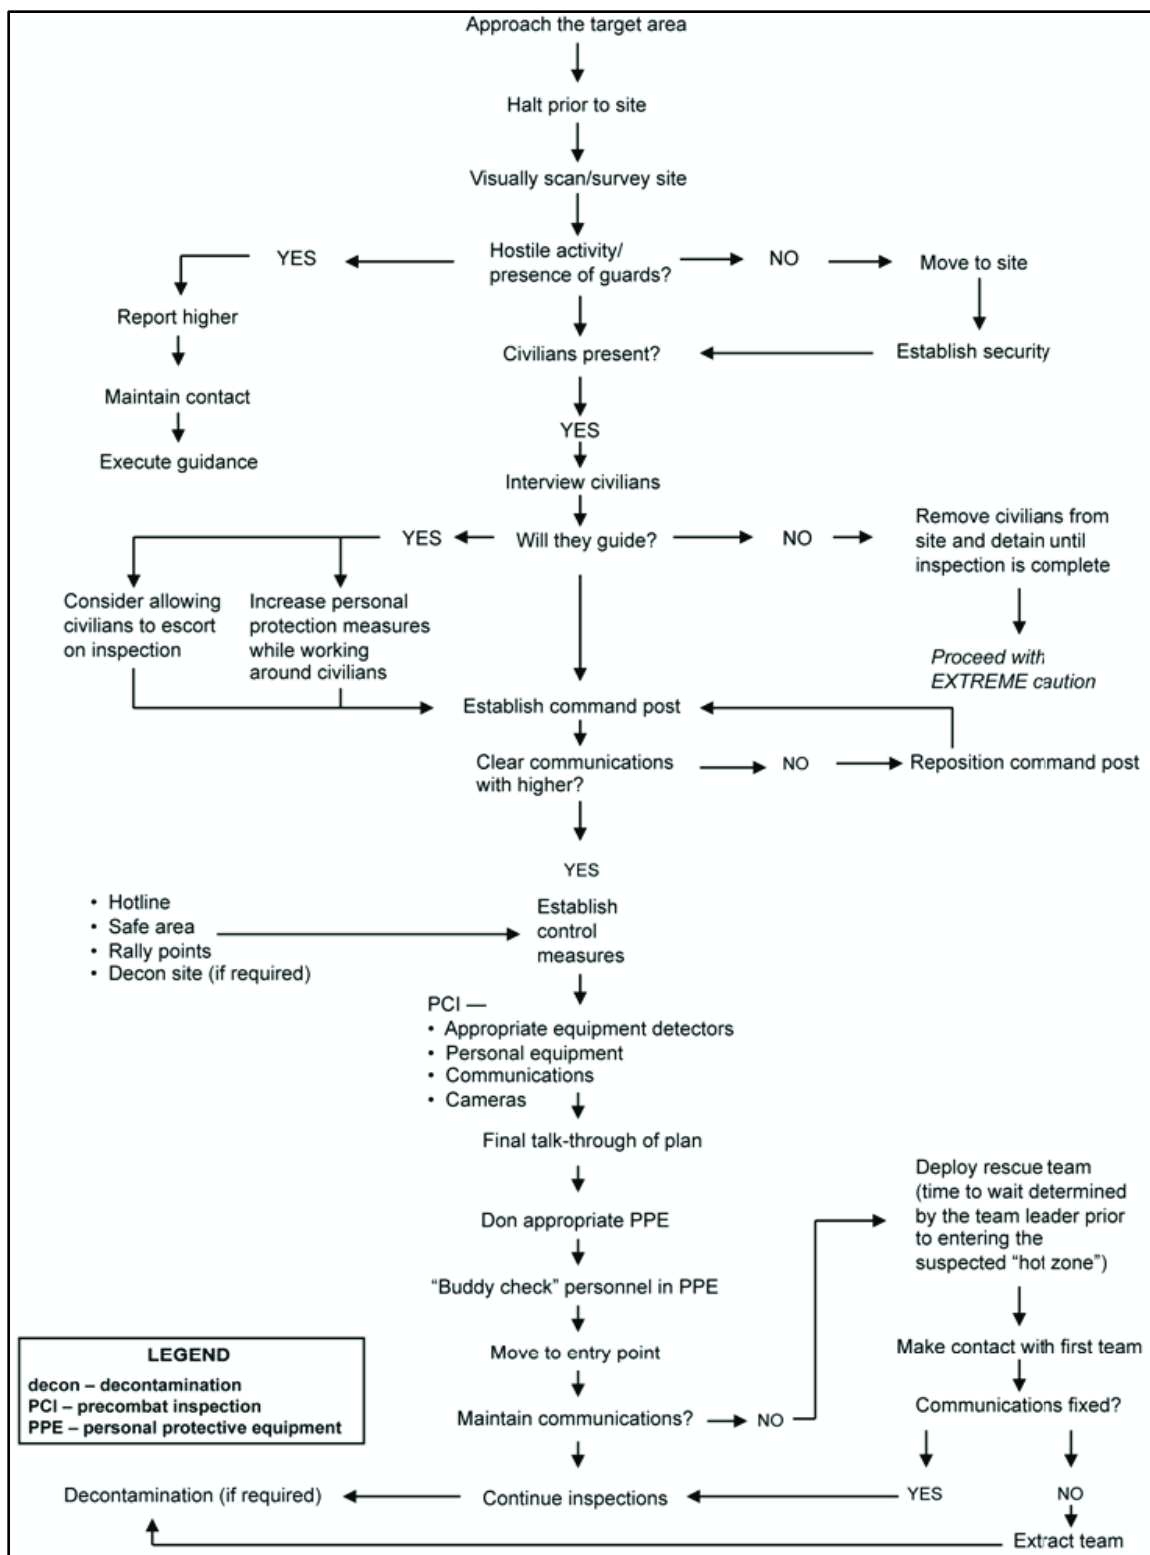 Approach the target area
Halt prior to site
Visually scan/survey site
Hostile activity/
presence of guards?
YES
NO
Move to site
Report higher
Civilians present?
Establish security
Maintain contact
YES
Execute guidance
Interview civilians
YES
Will they guide?
NO
Remove civilians from
site and detain until
inspection is complete
Consider allowing
civilians to escort
on inspection
Increase personal
protection measures
while working
around civilians
Proceed with
EXTREME caution
Establish command post
Clear communications
with higher?
NO
Reposition command post
YES
• Hotline
• Safe area
• Rally points
• Decon site (if required)
Establish
control
measures
PCI —
• Appropriate equipment detectors
• Personal equipment
• Communications
• Cameras
Final talk-through of plan
Don appropriate PPE
"Buddy check" personnel in PPE
Move to entry point
Maintain communications?
NO
Deploy rescue team
(time to wait determined
by the team leader prior
to entering the
suspected "hot zone")
Make contact with first team
Communications fixed?
YES
NO
Extract team
Continue inspections
Decontamination (if required)
LEGEND
decon – decontamination
PCI – precombat inspection
PPE – personal protective equipment